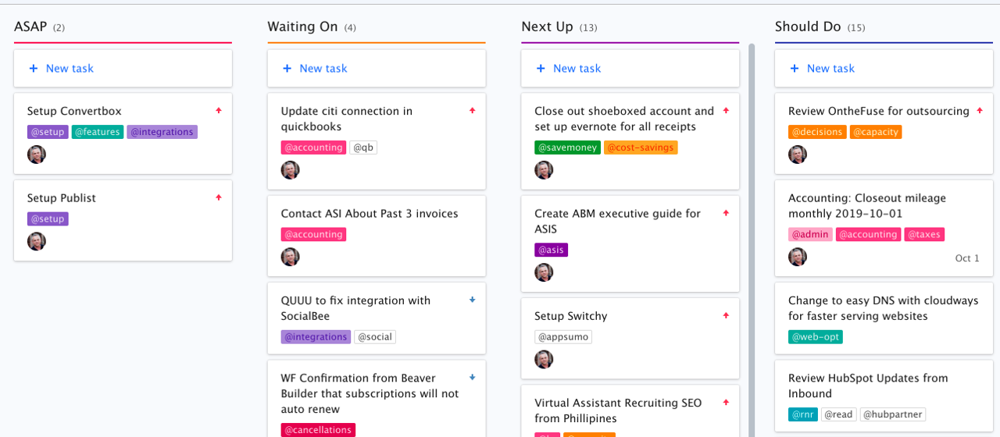 ASAP (2)
+ New task
Setup Convertbox
@setup @features @integrations
Setup Publist
@setup
Waiting On (4)
+ New task
Update citi connection in
quickbooks
@accounting @qb
Contact ASI About Past 3 invoices
@accounting
QUUU to fix integration with
SocialBee
@integrations @social
WF Confirmation from Beaver
Builder that subscriptions will not
auto renew
@cancellations
Next Up (13)
+ New task
Close out shoeboxed account and
set up evernote for all receipts
@savemoney @cost-savings
Create ABM executive guide for
ASIS
@asis
Setup Switchy
@appsumo
Virtual Assistant Recruiting SEO
from Phillipines
Should Do (15)
+ New task
Review OntheFuse for outsourcing
@decisions @capacity
Accounting: Closeout mileage
monthly 2019-10-01
@admin @accounting @taxes
Oct 1
Change to easy DNS with cloudways
for faster serving websites
@web-opt
Review HubSpot Updates from
Inbound
@rnr @read @hubpartner